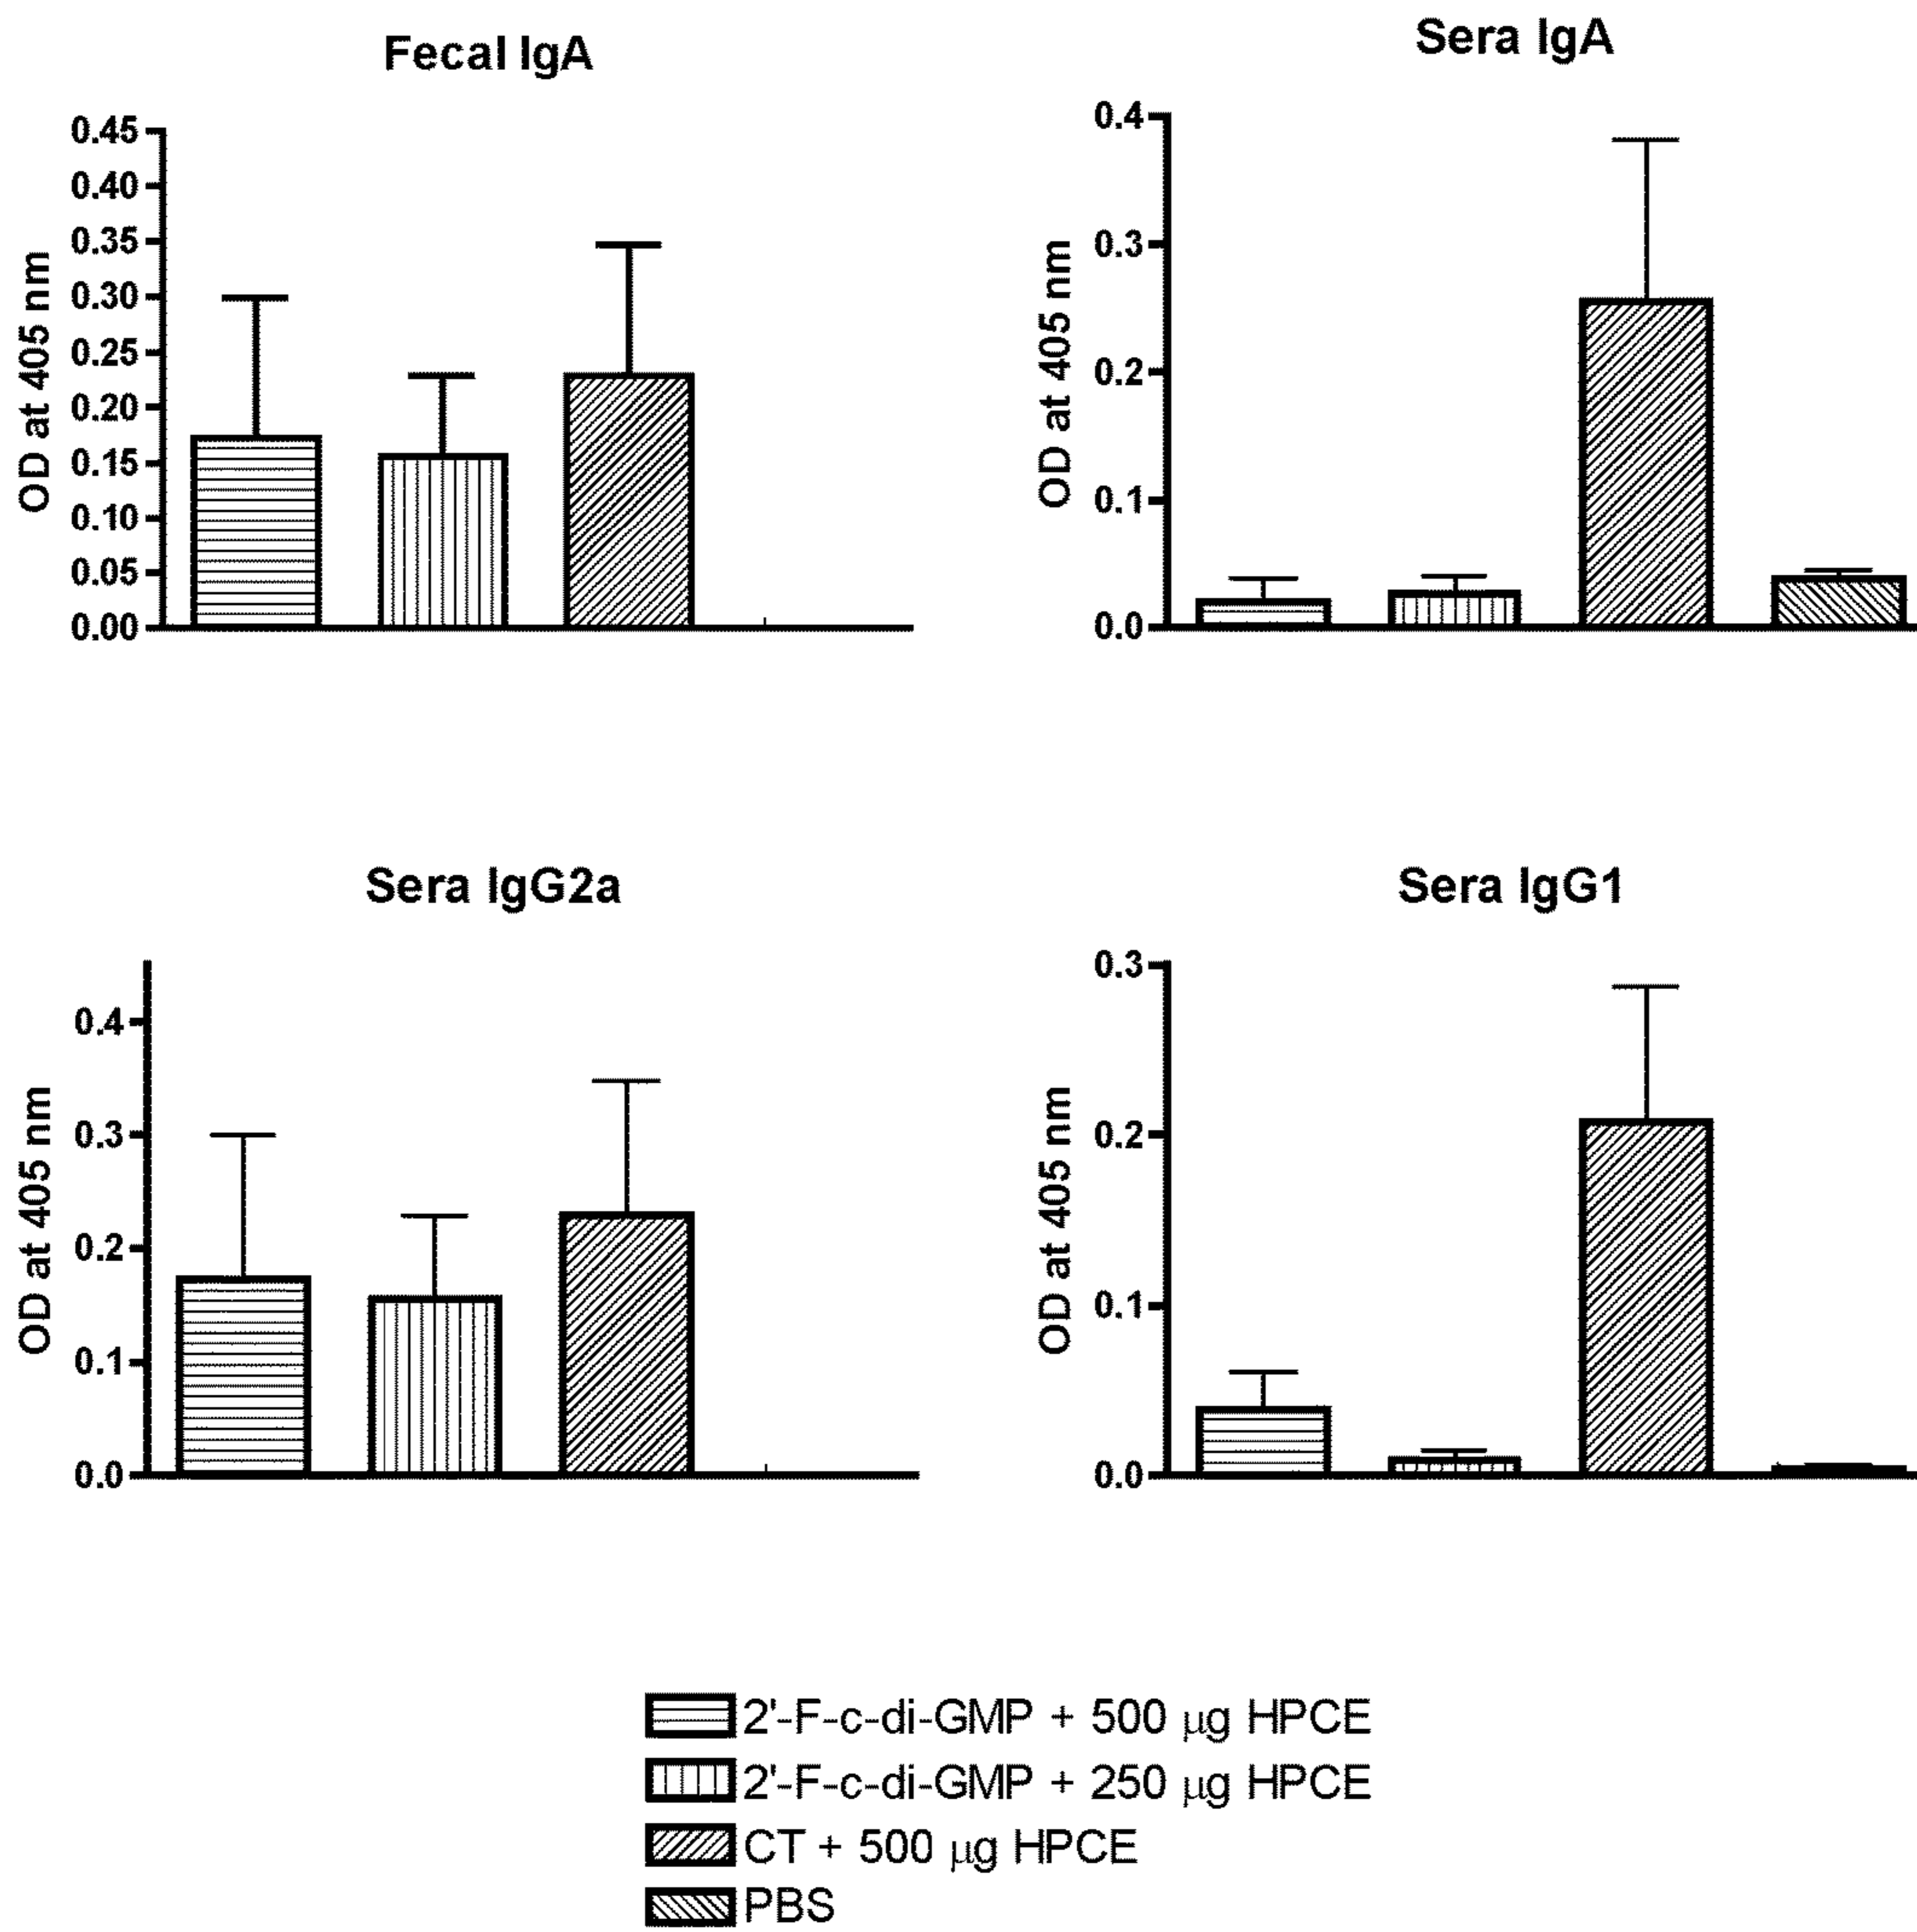 Fecal IgA
OD at 405 nm
0.45
0.40
0.35
0.30
0.25
0.20
0.15
0.10
0.05
0.00
Sera IgA
OD at 405 nm
0.4
0.3
0.2
0.1
0.0
Sera IgG2a
OD at 405 nm
0.4
0.3
0.2
0.1
0.0
Sera IgG1
OD at 405 nm
0.3
0.2
0.1
0.0
2'-F-c-di-GMP + 500 μg HPCE
2'-F-c-di-GMP + 250 μg HPCE
CT + 500 μg HPCE
PBS